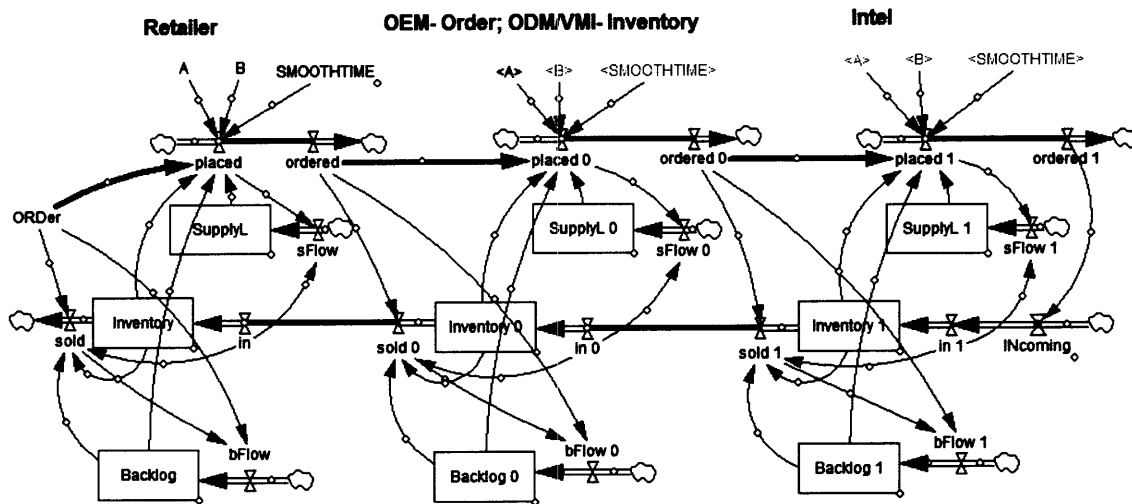 Retailer
OEM- Order; ODM/VMI- Inventory
Intel
A
B
SMOOTHTIME
<A>
<B>
<SMOOTHTIME>
<A>
<B>
<SMOOTHTIME>
placed
ordered
placed 0
ordered 0
placed 1
ordered 1
ORDer
SupplyL
sFlow
SupplyL 0
sFlow 0
SupplyL 1
sFlow 1
Inventory
sold
in
Inventory 0
sold 0
in 0
Inventory 1
sold 1
in 1
INcoming
Backlog
bFlow
Backlog 0
bFlow 0
Backlog 1
bFlow 1